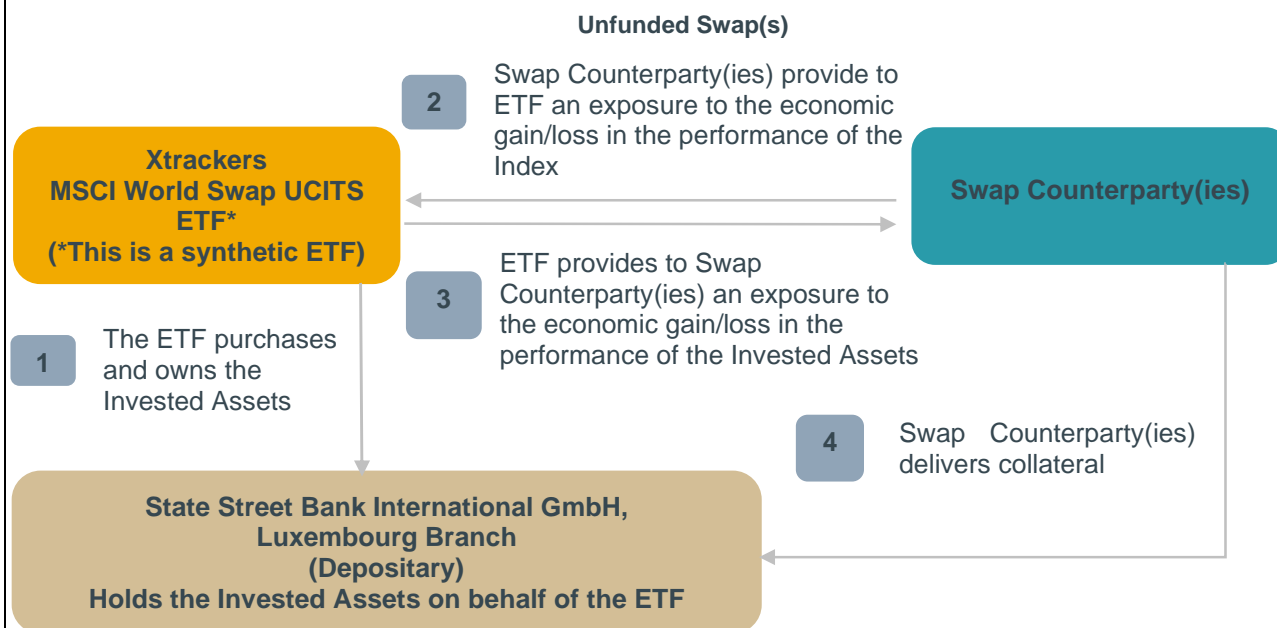 Unfunded Swap(s)
2
Swap Counterparty(ies) provide to
ETF an exposure to the economic
gain/loss in the performance of the
Index
Xtrackers
MSCI World Swap UCITS
ETF*
(*This is a synthetic ETF)
Swap Counterparty(ies)
3
ETF provides to Swap
Counterparty(ies) an exposure to
the economic gain/loss in the
performance of the Invested Assets
1
The ETF purchases
and owns the
Invested Assets
4
Swap Counterparty(ies)
delivers collateral
State Street Bank International GmbH,
Luxembourg Branch
(Depositary)
Holds the Invested Assets on behalf of the ETF